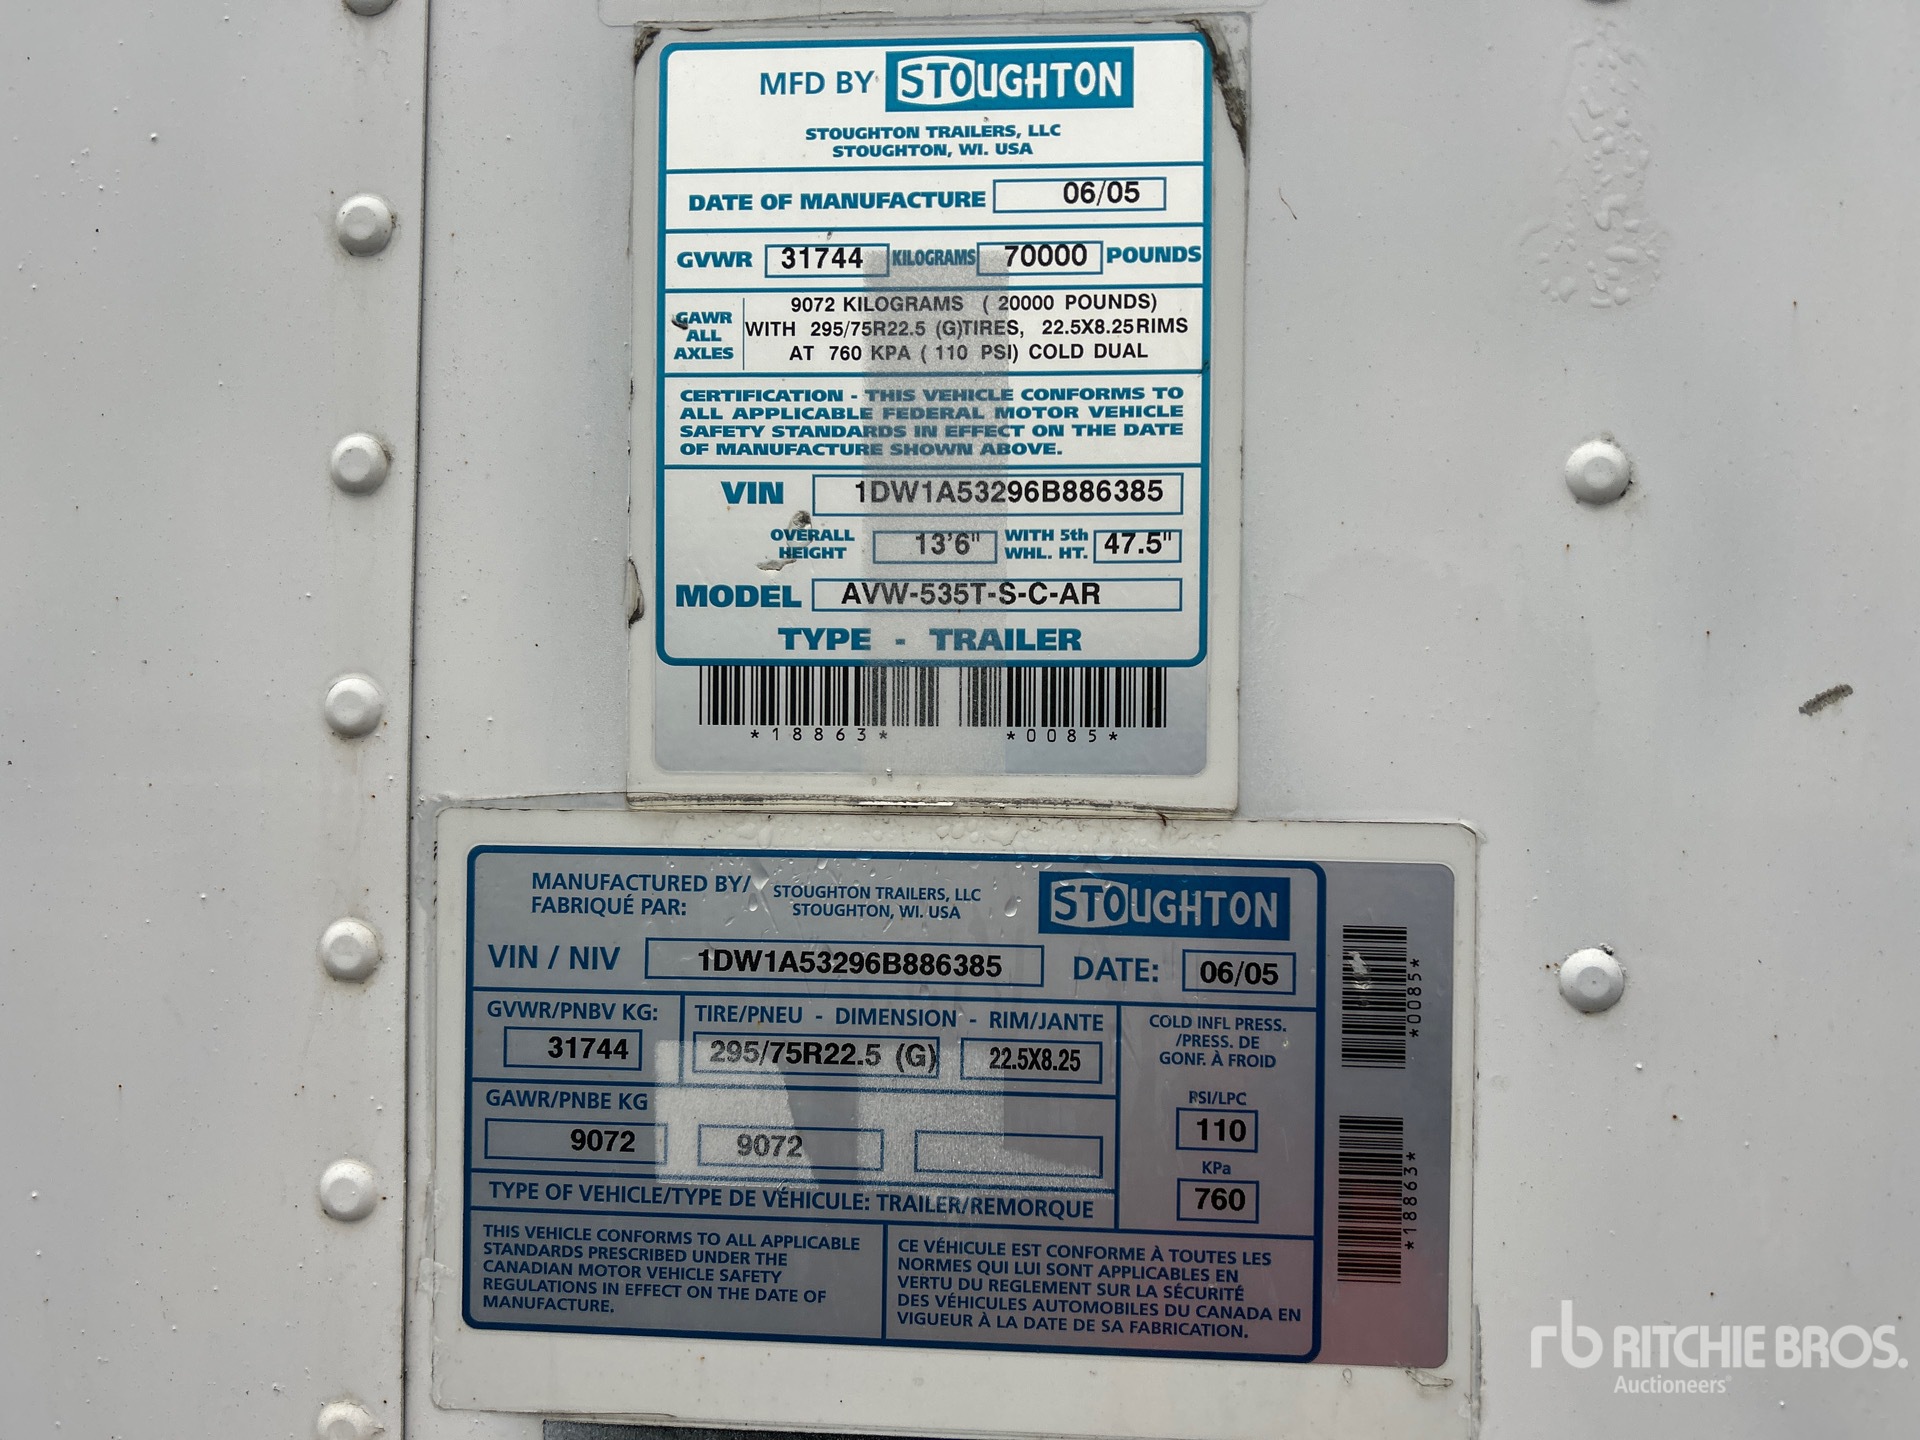 MFD BY STOUGHTON
STOUGHTON TRAILERS, LLC
STOUGHTON, WI. USA
DATE OF MANUFACTURE 06/05
GVWR 31744 KILOGRAMS 70000 POUNDS
GAWR ALL AXLES
9072 KILOGRAMS ( 20000 POUNDS)
WITH 295/75R22.5 (G)TIRES, 22.5X8.25RIMS
AT 760 KPA ( 110 PSI) COLD DUAL
CERTIFICATION - THIS VEHICLE CONFORMS TO
ALL APPLICABLE FEDERAL MOTOR VEHICLE
SAFETY STANDARDS IN EFFECT ON THE DATE
OF MANUFACTURE SHOWN ABOVE.
VIN 1DW1A53296B886385
OVERALL HEIGHT 13'6" WITH 5th WHL. HT. 47.5"
MODEL AVW-535T-S-C-AR
TYPE - TRAILER
*18863* *0085*
MANUFACTURED BY/
FABRIQUÉ PAR:
STOUGHTON TRAILERS, LLC
STOUGHTON, WI. USA
STOUGHTON
VIN / NIV 1DW1A53296B886385 DATE: 06/05
GVWR/PNBV KG:
31744
TIRE/PNEU - DIMENSION - RIM/JANTE
295/75R22.5 (G) 22.5X8.25
COLD INFL PRESS.
/PRESS. DE
GONF. À FROID
GAWR/PNBE KG
9072 9072
PSI/LPC
110
KPa
760
TYPE OF VEHICLE/TYPE DE VÉHICULE: TRAILER/REMORQUE
THIS VEHICLE CONFORMS TO ALL APPLICABLE
STANDARDS PRESCRIBED UNDER THE
CANADIAN MOTOR VEHICLE SAFETY
REGULATIONS IN EFFECT ON THE DATE OF
MANUFACTURE.
CE VÉHICULE EST CONFORME À TOUTES LES
NORMES QUI LUI SONT APPLICABLES EN
VERTU DU REGLEMENT SUR LA SÉCURITÉ
DES VÉHICULES AUTOMOBILES DU CANADA EN
VIGUEUR À LA DATE DE SA FABRICATION.
*0085*
*18863*
rb RITCHIE BROS.
Auctioneers